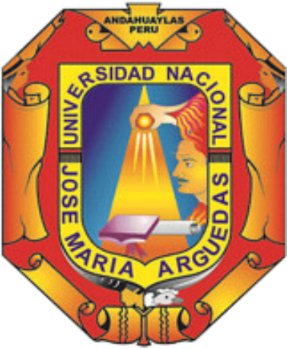 ANDAHUAYLAS
PERU
UNIVERSIDAD NACIONAL
JOSE MARIA ARGUEDAS